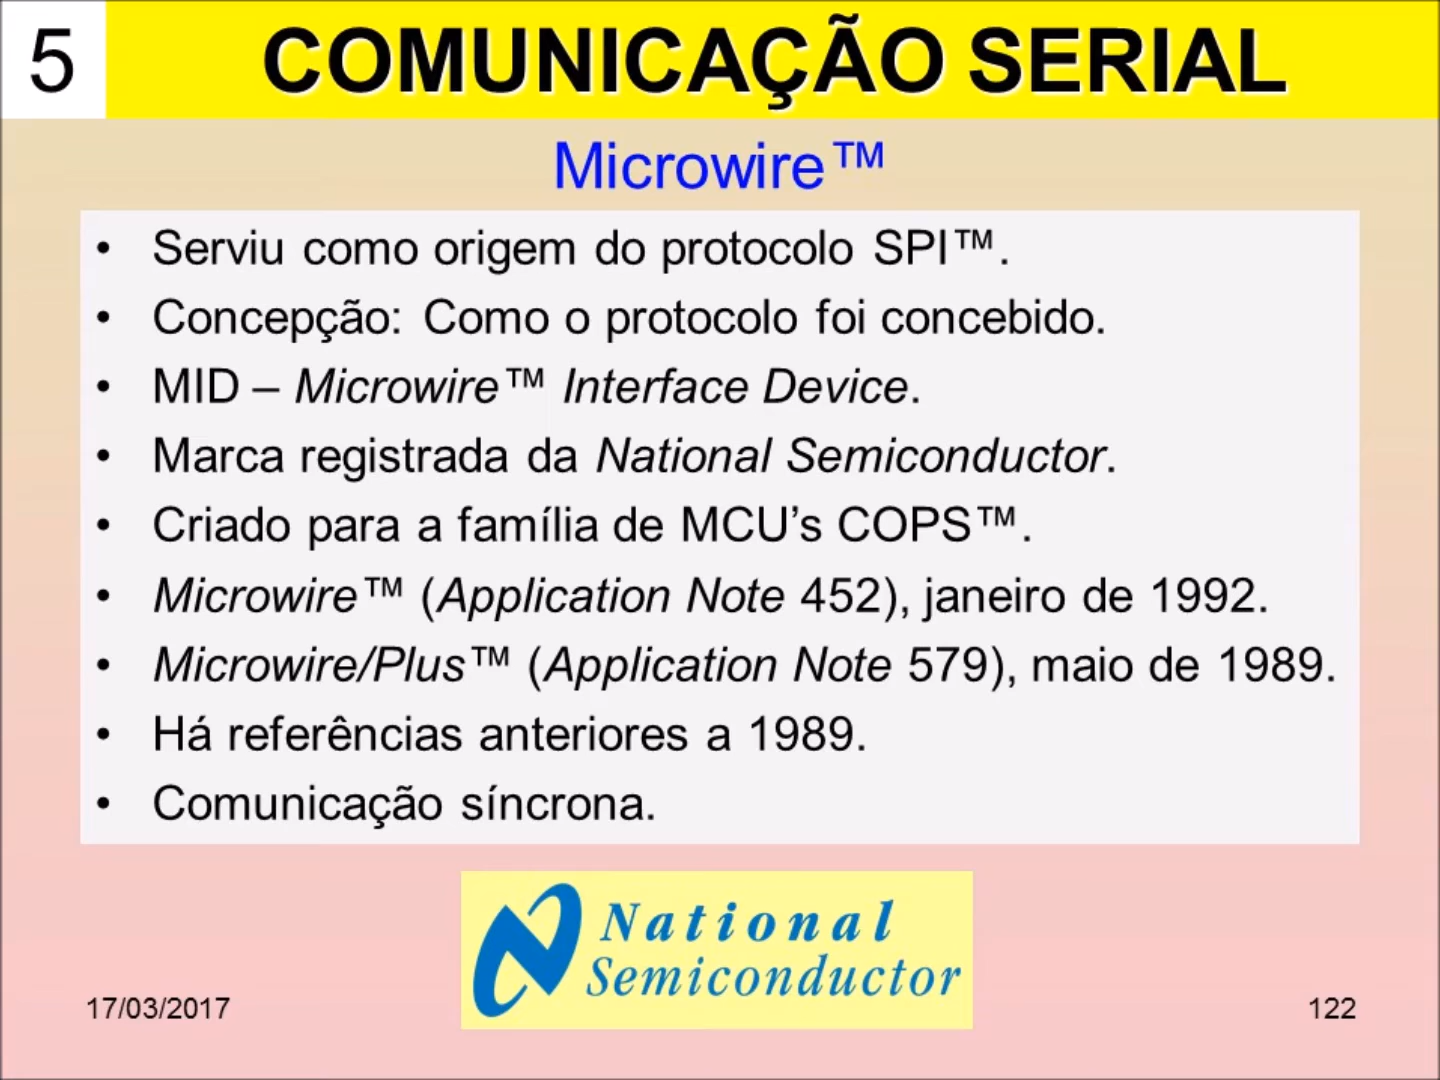 5
COMUNICAÇÃO SERIAL
Microwire™
• Serviu como origem do protocolo SPI™.
• Concepção: Como o protocolo foi concebido.
• MID – Microwire™ Interface Device.
• Marca registrada da National Semiconductor.
• Criado para a família de MCU’s COPS™.
• Microwire™ (Application Note 452), janeiro de 1992.
• Microwire/Plus™ (Application Note 579), maio de 1989.
• Há referências anteriores a 1989.
• Comunicação síncrona.
National
Semiconductor
17/03/2017
122